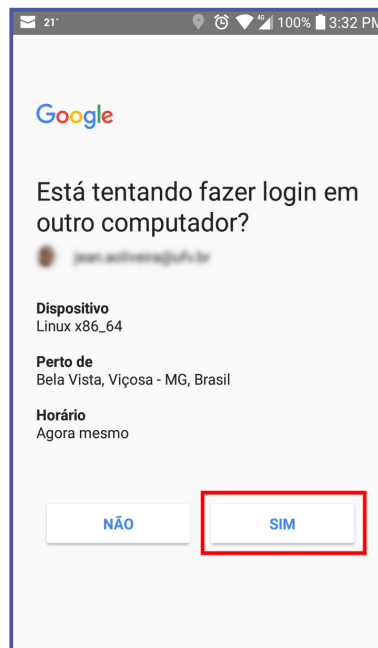 21° 4G 100% 3:32 PM
Google
Está tentando fazer login em
outro computador?
Dispositivo
Linux x86_64
Perto de
Bela Vista, Viçosa - MG, Brasil
Horário
Agora mesmo
NÃO SIM